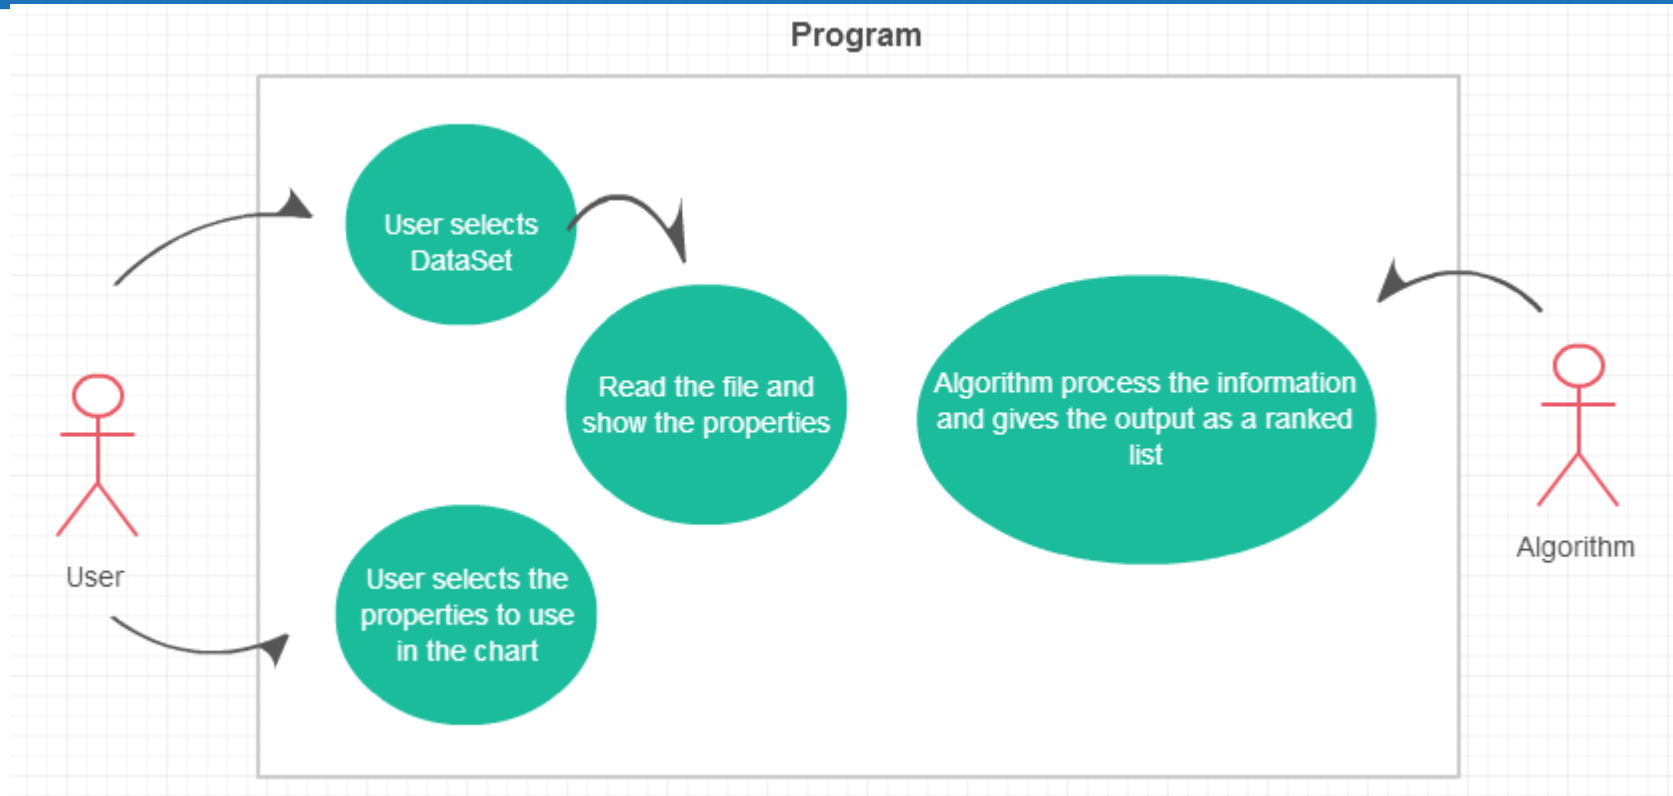 Program
User selects
DataSet
Read the file and
show the properties
Algorithm process the information
and gives the output as a ranked
list
User selects the
properties to use
in the chart
User
Algorithm